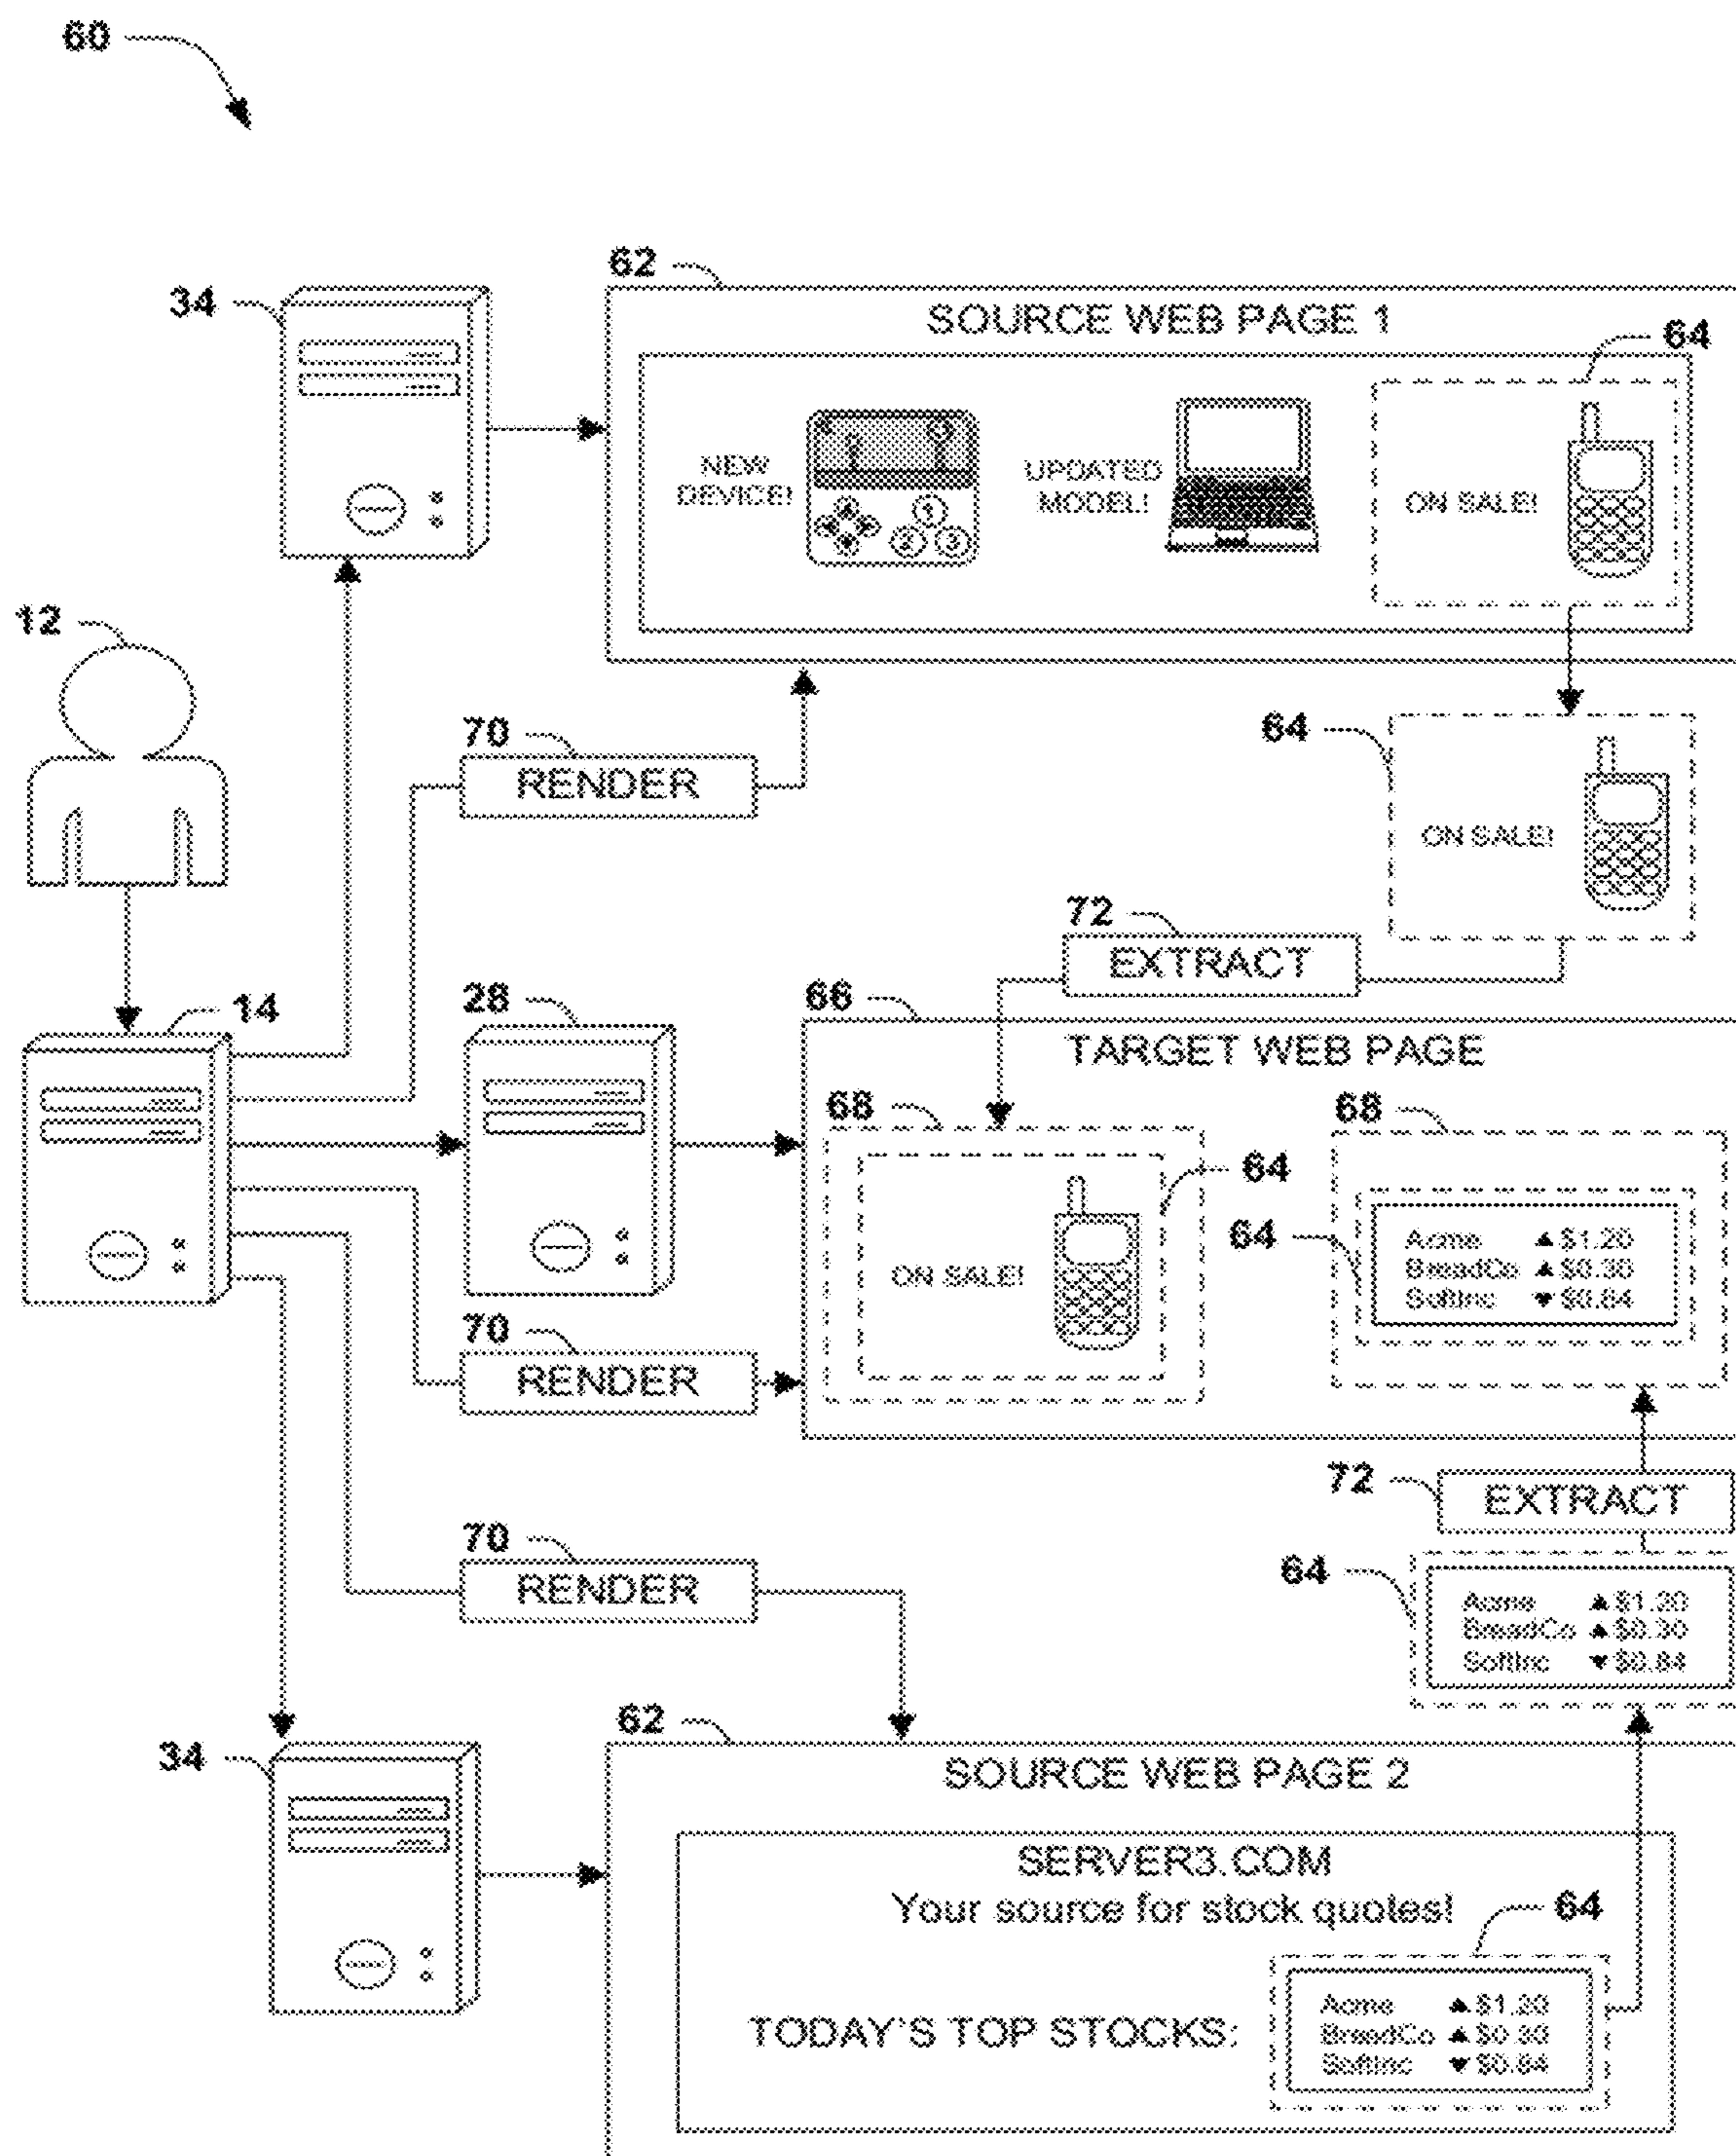 60
62
34
SOURCE WEB PAGE 1
64
NEW
DEVICE!
1
2
3
UPDATED
MODEL!
ON SALE!
12
70
RENDER
64
ON SALE!
72
EXTRACT
14
28
66
TARGET WEB PAGE
68
64
ON SALE!
68
64
Acme ▲ $1.20
BreadCo ▲ $0.30
SoftInc ▼ $0.84
70
RENDER
72
EXTRACT
70
RENDER
64
Acme ▲ $1.20
BreadCo ▲ $0.30
SoftInc ▼ $0.84
34
62
SOURCE WEB PAGE 2
SERVER3.COM
Your source for stock quotes!
64
TODAY'S TOP STOCKS:
Acme ▲ $1.20
BreadCo ▲ $0.30
SoftInc ▼ $0.84